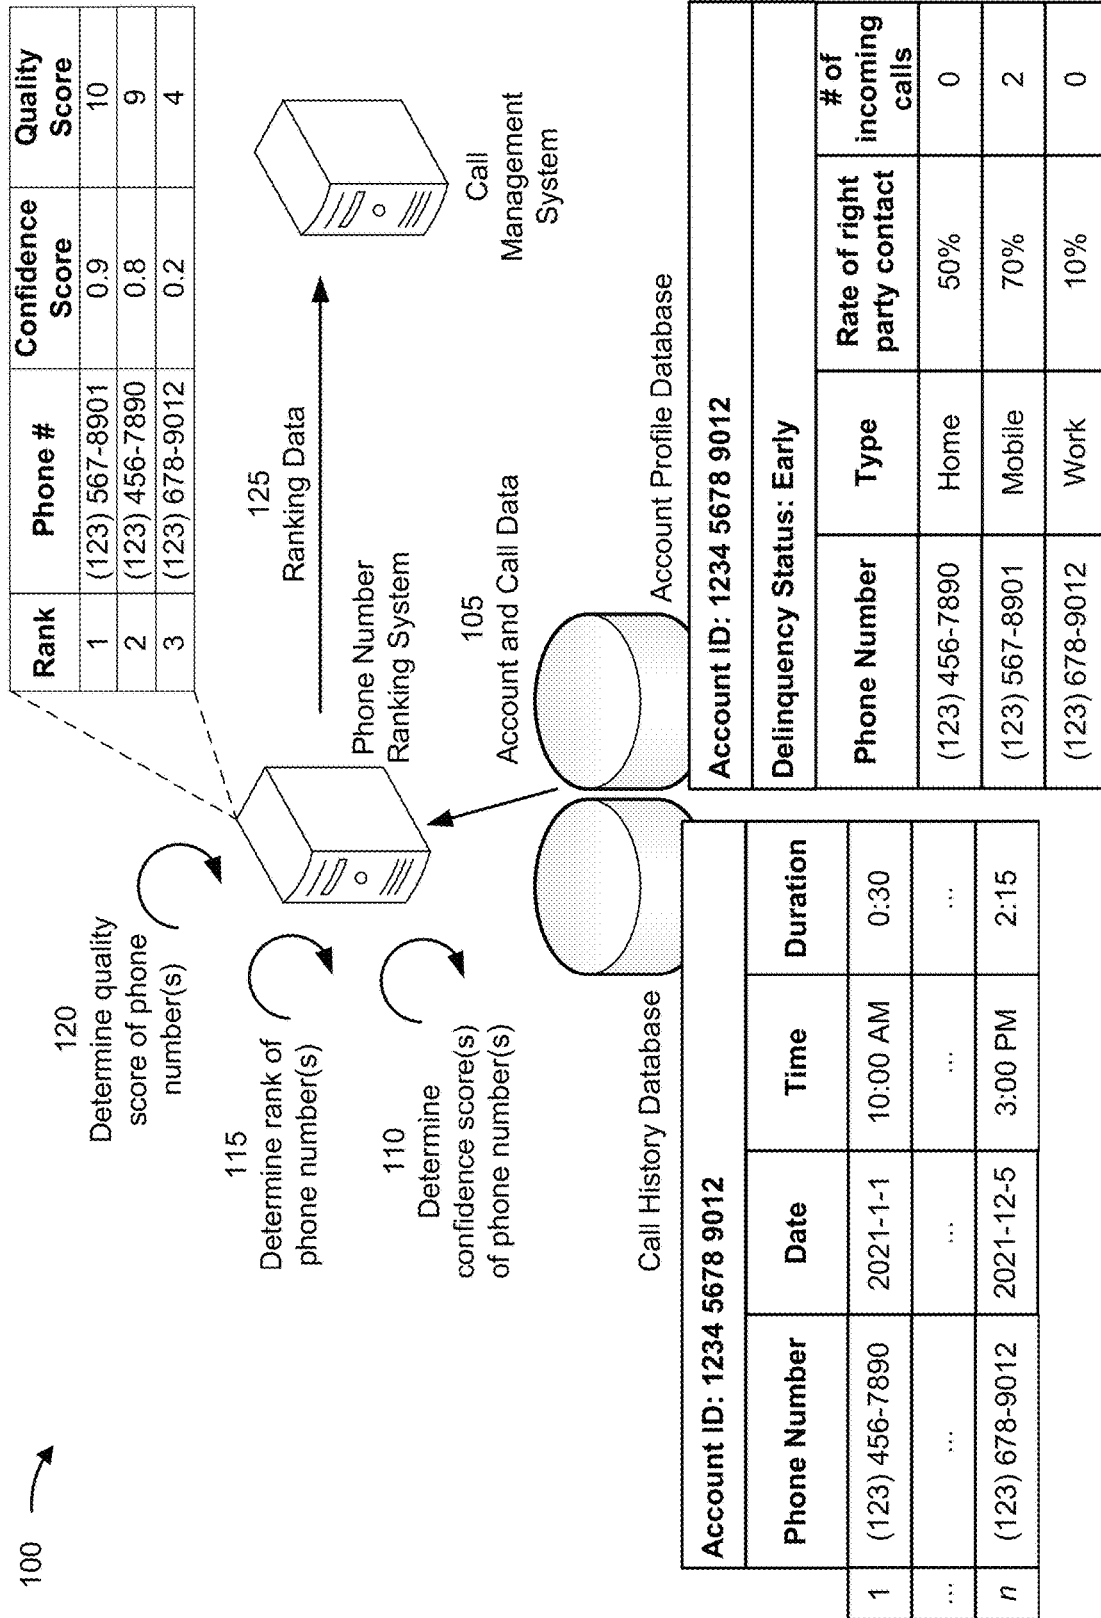 100
120
Determine quality
score of phone
number(s)
115
Determine rank of
phone number(s)
110
Determine
confidence score(s)
of phone number(s)
Rank Phone # Confidence Score Quality Score
1 (123) 567-8901 0.9 10
2 (123) 456-7890 0.8 9
3 (123) 678-9012 0.2 4
Phone Number
Ranking System
125
Ranking Data
Call
Management
System
105
Account and Call Data
Call History Database
Account Profile Database
Account ID: 1234 5678 9012
Phone Number Date Time Duration
1 (123) 456-7890 2021-1-1 10:00 AM 0:30
... ... ... ... ...
n (123) 678-9012 2021-12-5 3:00 PM 2:15
Account ID: 1234 5678 9012
Delinquency Status: Early
Phone Number Type Rate of right party contact # of incoming calls
(123) 456-7890 Home 50% 0
(123) 567-8901 Mobile 70% 2
(123) 678-9012 Work 10% 0